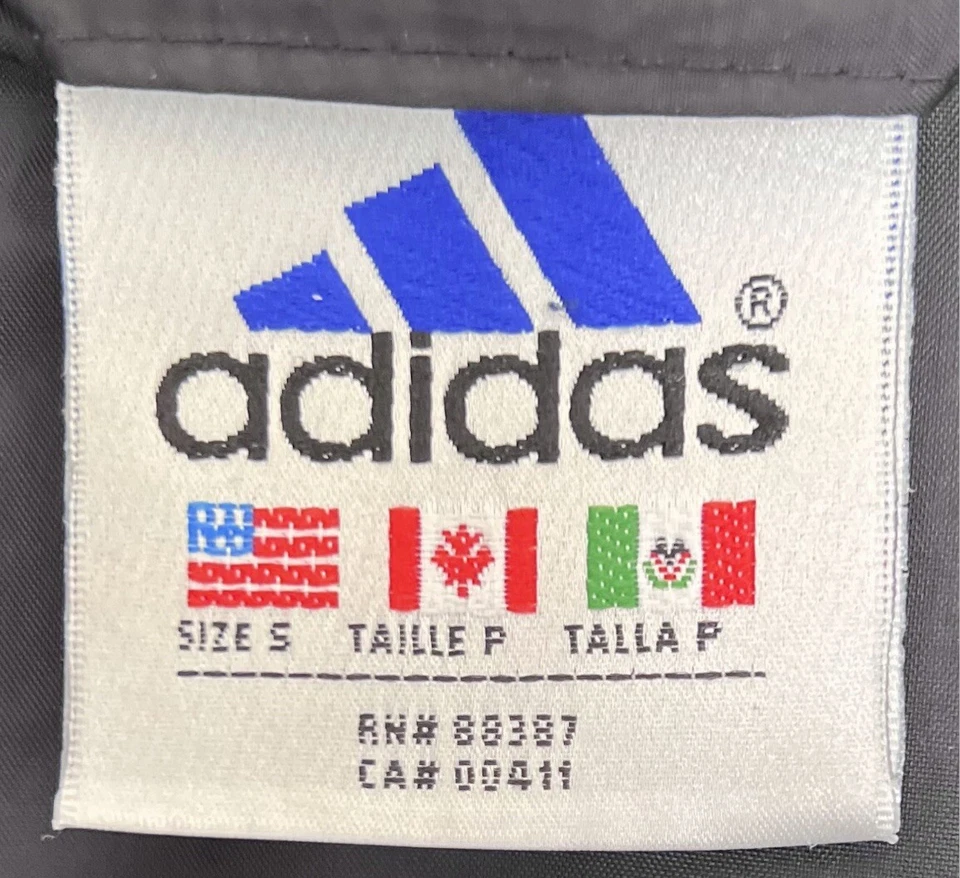 adidas®
SIZE S TAILLE P TALLA P
RN# 88387
CA# 00411